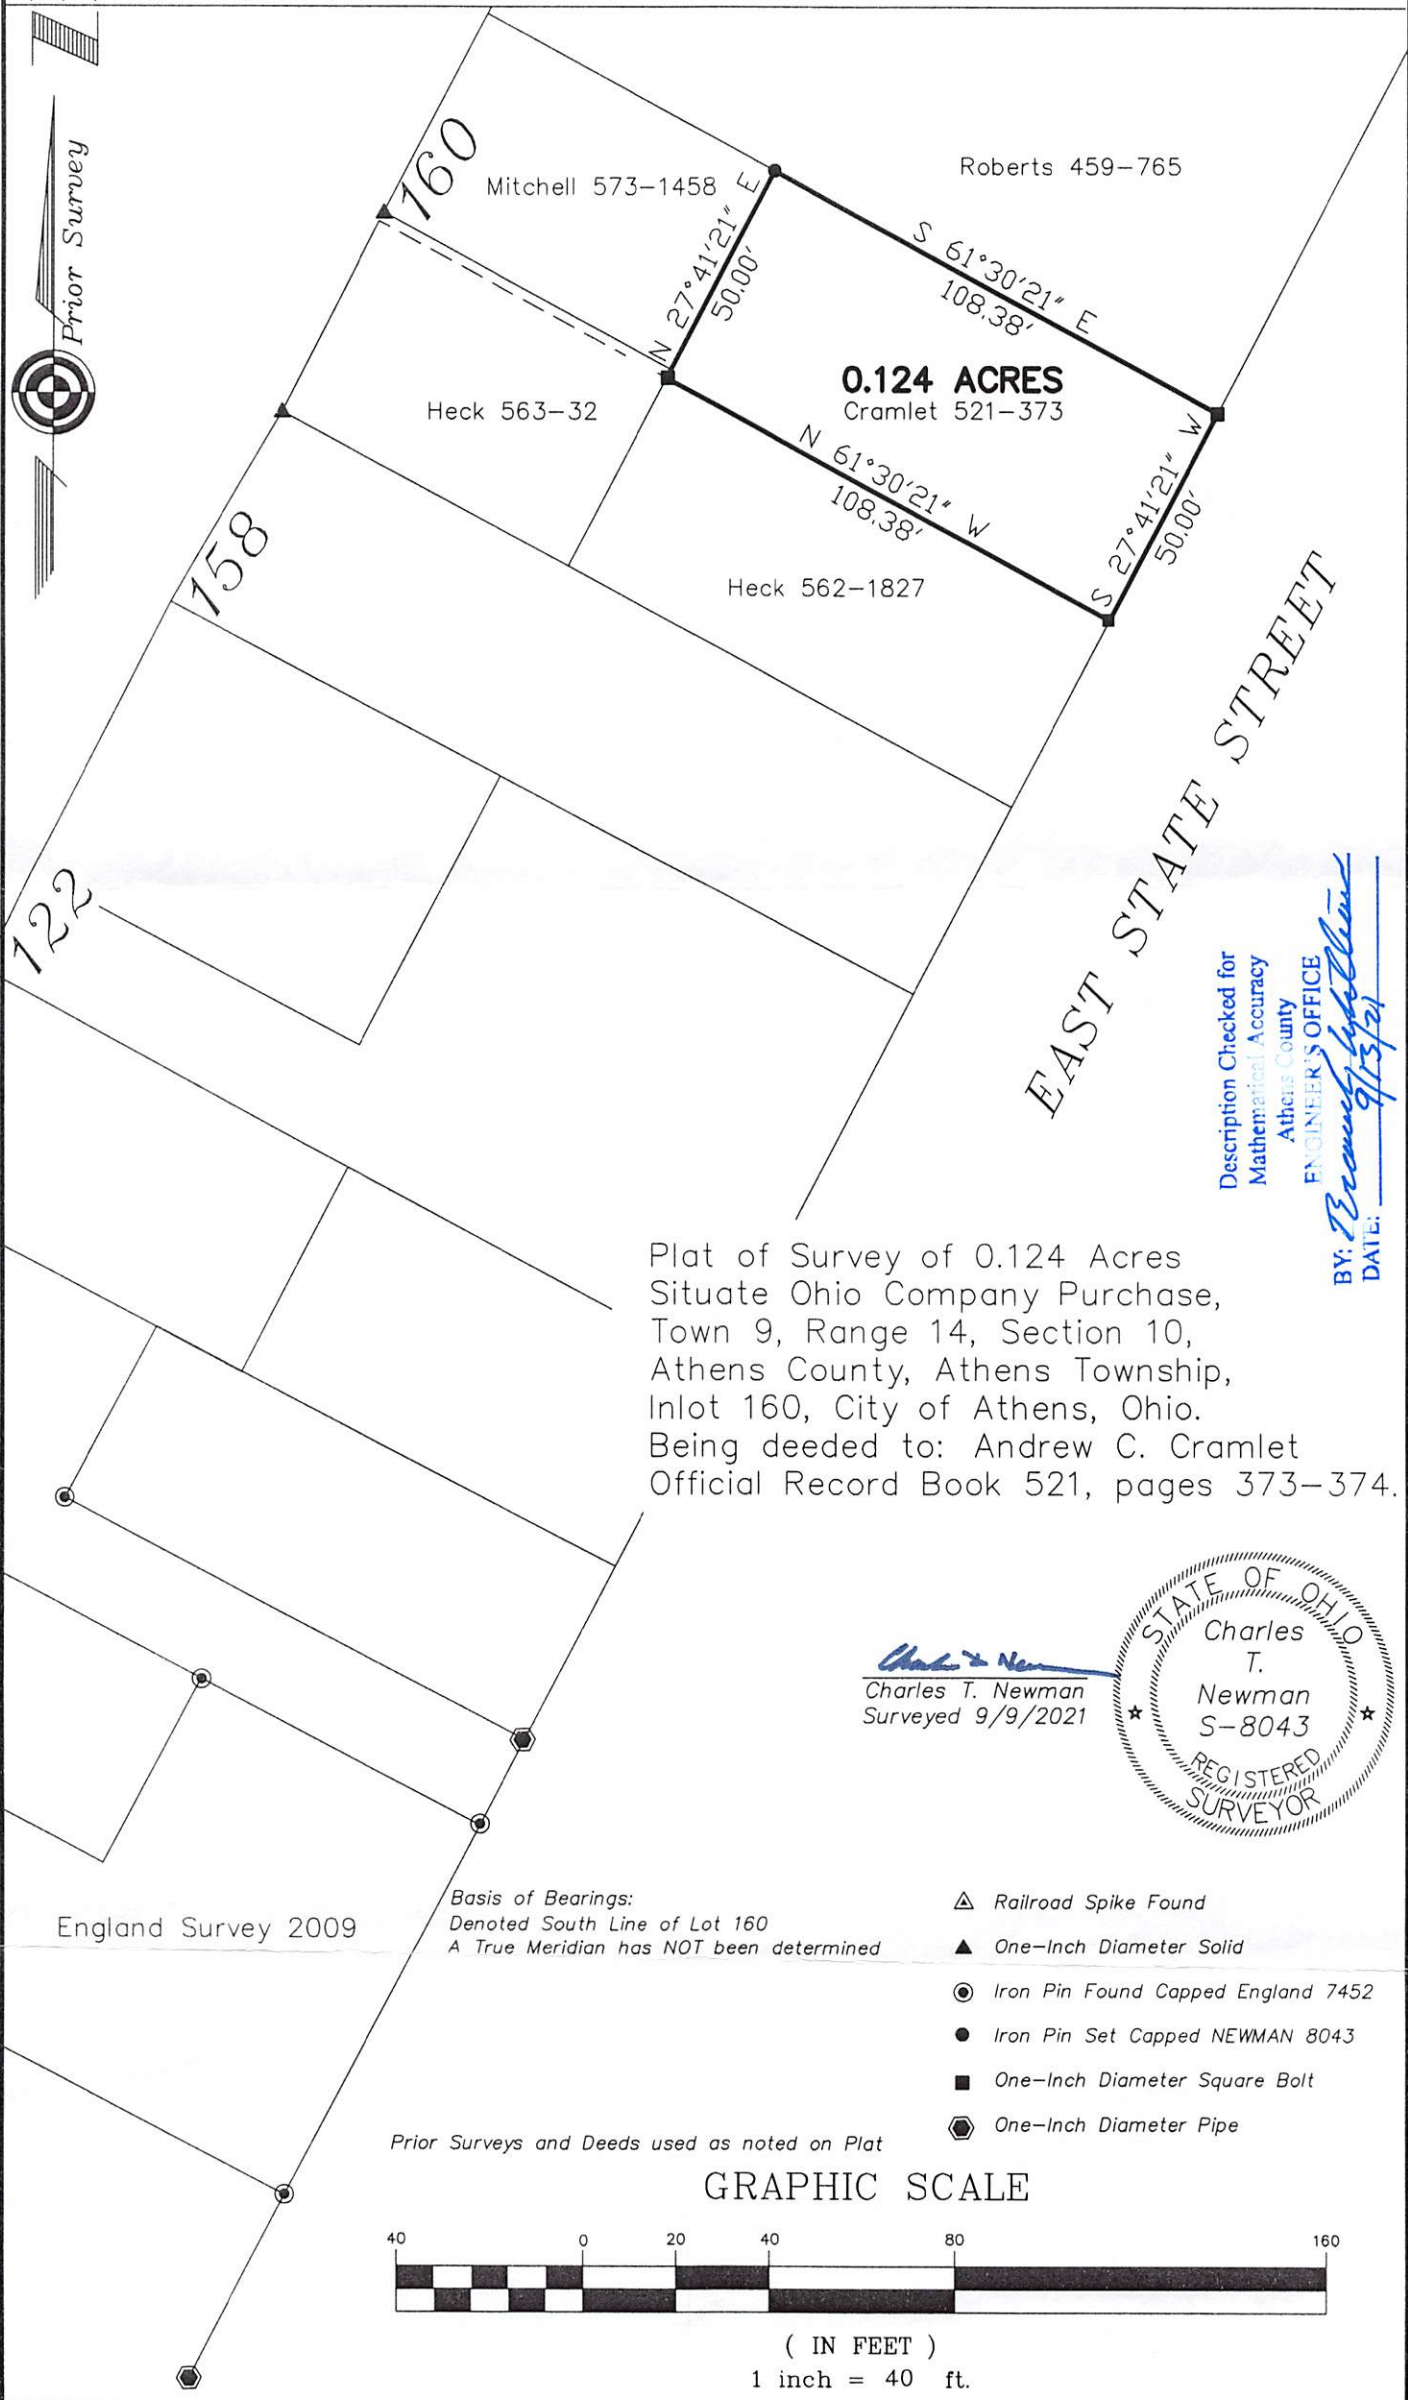 Prior Survey
160
Mitchell 573-1458
Roberts 459-765
N 27°41'21" E
50.00'
S 61°30'21" E
108.38'
0.124 ACRES
Cramlet 521-373
Heck 563-32
N 61°30'21" W
108.38'
S 27°41'21" W
50.00'
158
Heck 562-1827
EAST STATE STREET
122
Description Checked for
Mathematical Accuracy
Athens County
ENGINEER'S OFFICE
BY:
DATE: 9/13/21
Plat of Survey of 0.124 Acres
Situate Ohio Company Purchase,
Town 9, Range 14, Section 10,
Athens County, Athens Township,
Inlot 160, City of Athens, Ohio.
Being deeded to: Andrew C. Cramlet
Official Record Book 521, pages 373-374.
Charles T. Newman
Surveyed 9/9/2021
STATE OF OHIO
Charles
T.
Newman
S-8043
REGISTERED
SURVEYOR
England Survey 2009
Basis of Bearings:
Denoted South Line of Lot 160
A True Meridian has NOT been determined
Railroad Spike Found
One-Inch Diameter Solid
Iron Pin Found Capped England 7452
Iron Pin Set Capped NEWMAN 8043
One-Inch Diameter Square Bolt
One-Inch Diameter Pipe
Prior Surveys and Deeds used as noted on Plat
GRAPHIC SCALE
40 0 20 40 80 160
( IN FEET )
1 inch = 40 ft.